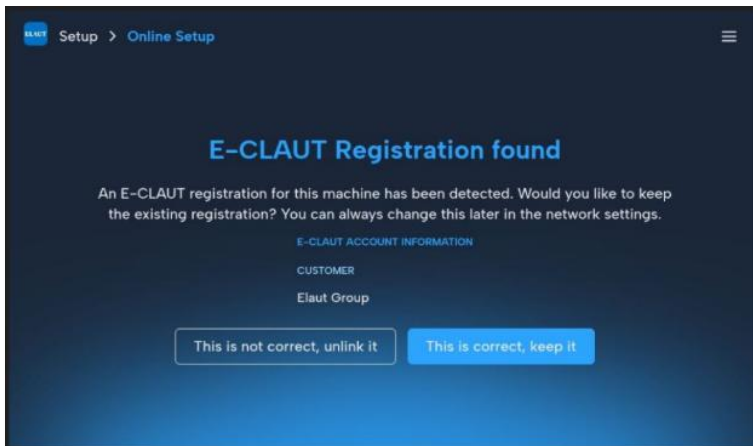 ELAUT
Setup > Online Setup
E-CLAUT Registration found
An E-CLAUT registration for this machine has been detected. Would you like to keep
the existing registration? You can always change this later in the network settings.
E-CLAUT ACCOUNT INFORMATION
CUSTOMER
Elaut Group
This is not correct, unlink it
This is correct, keep it